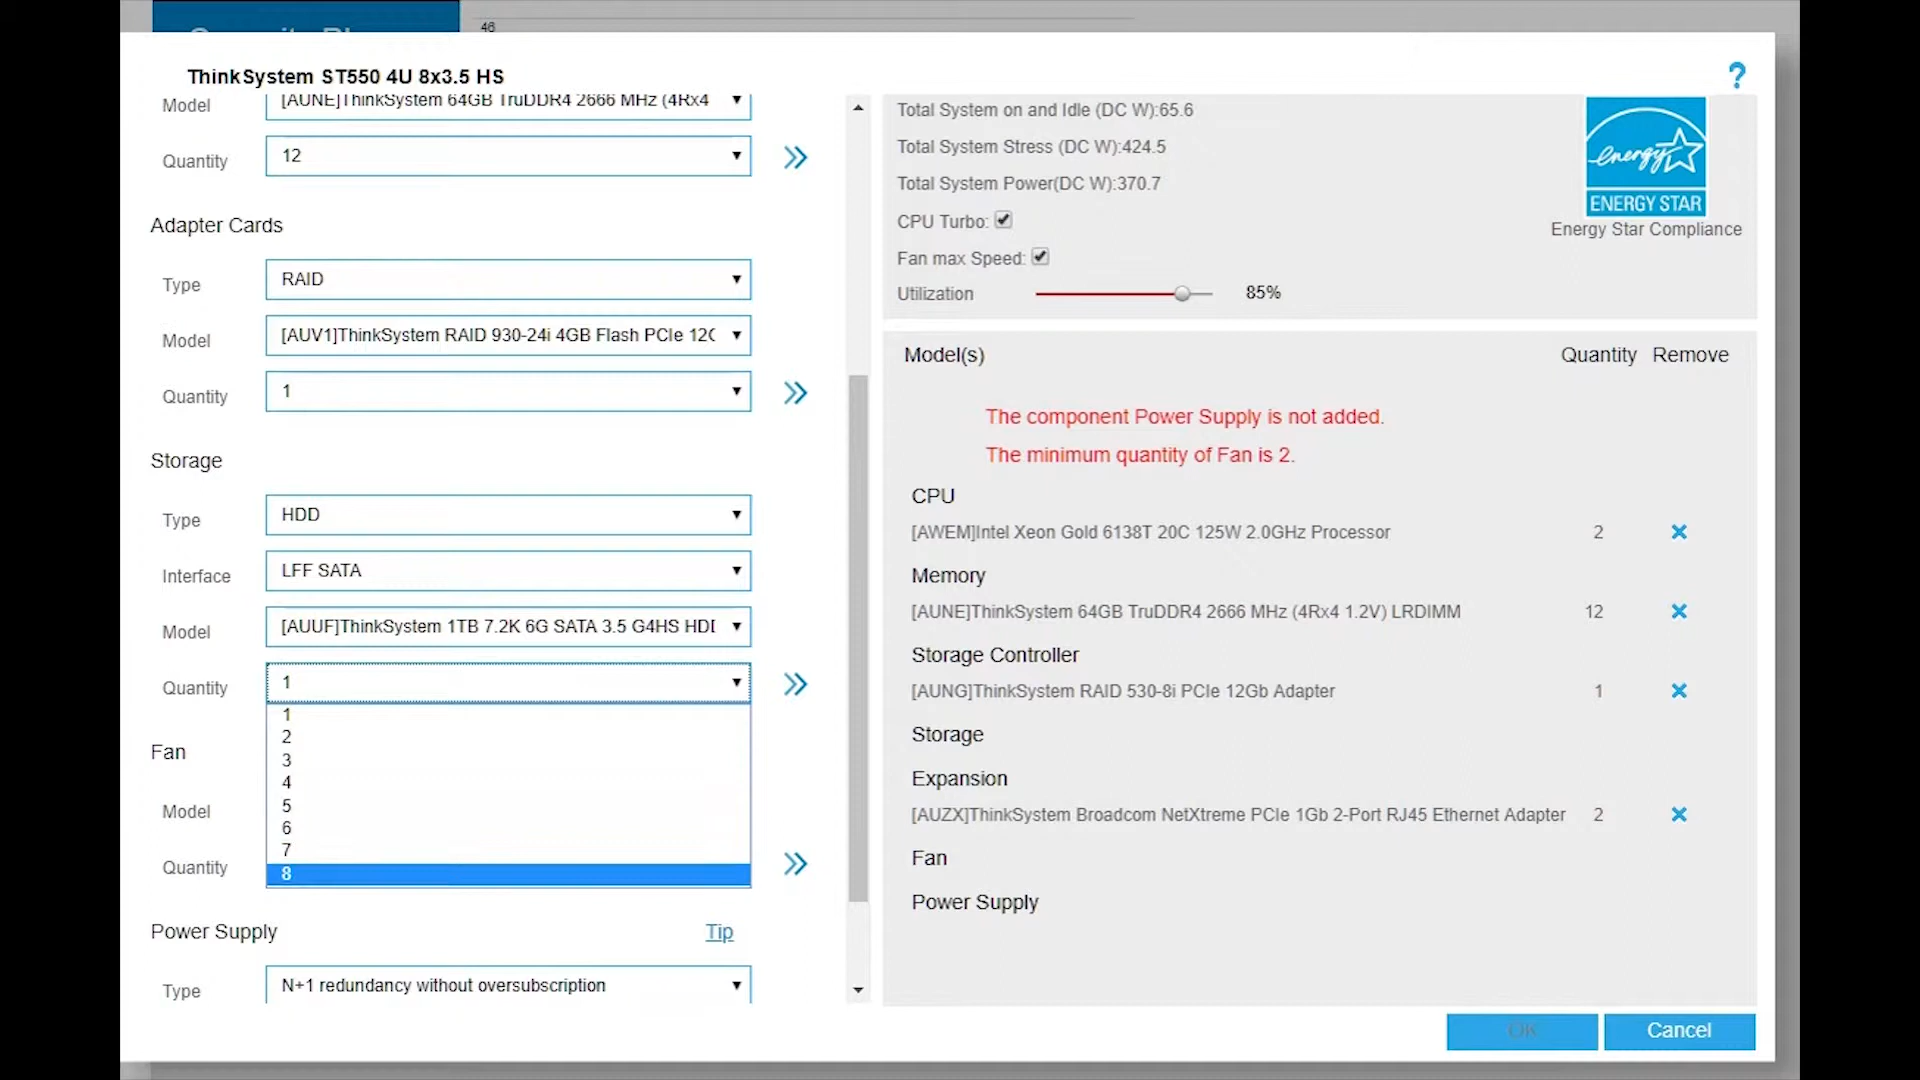 46
ThinkSystem ST550 4U 8x3.5 HS
?
Model
[AUNE]ThinkSystem 64GB TruDDR4 2666 MHz (4Rx4
Quantity
12
Adapter Cards
Type
RAID
Model
[AUV1]ThinkSystem RAID 930-24i 4GB Flash PCIe 12G
Quantity
1
Storage
Type
HDD
Interface
LFF SATA
Model
[AUUF]ThinkSystem 1TB 7.2K 6G SATA 3.5 G4HS HDD
Quantity
1
1
2
3
4
5
6
7
8
Fan
Model
Quantity
Power Supply
Tip
Type
N+1 redundancy without oversubscription
Total System on and Idle (DC W):65.6
Total System Stress (DC W):424.5
Total System Power(DC W):370.7
CPU Turbo:
Fan max Speed:
Utilization
85%
energy
ENERGY STAR
Energy Star Compliance
Model(s)
Quantity
Remove
The component Power Supply is not added.
The minimum quantity of Fan is 2.
CPU
[AWEM]Intel Xeon Gold 6138T 20C 125W 2.0GHz Processor
2
Memory
[AUNE]ThinkSystem 64GB TruDDR4 2666 MHz (4Rx4 1.2V) LRDIMM
12
Storage Controller
[AUNG]ThinkSystem RAID 530-8i PCIe 12Gb Adapter
1
Storage
Expansion
[AUZX]ThinkSystem Broadcom NetXtreme PCIe 1Gb 2-Port RJ45 Ethernet Adapter
2
Fan
Power Supply
OK
Cancel